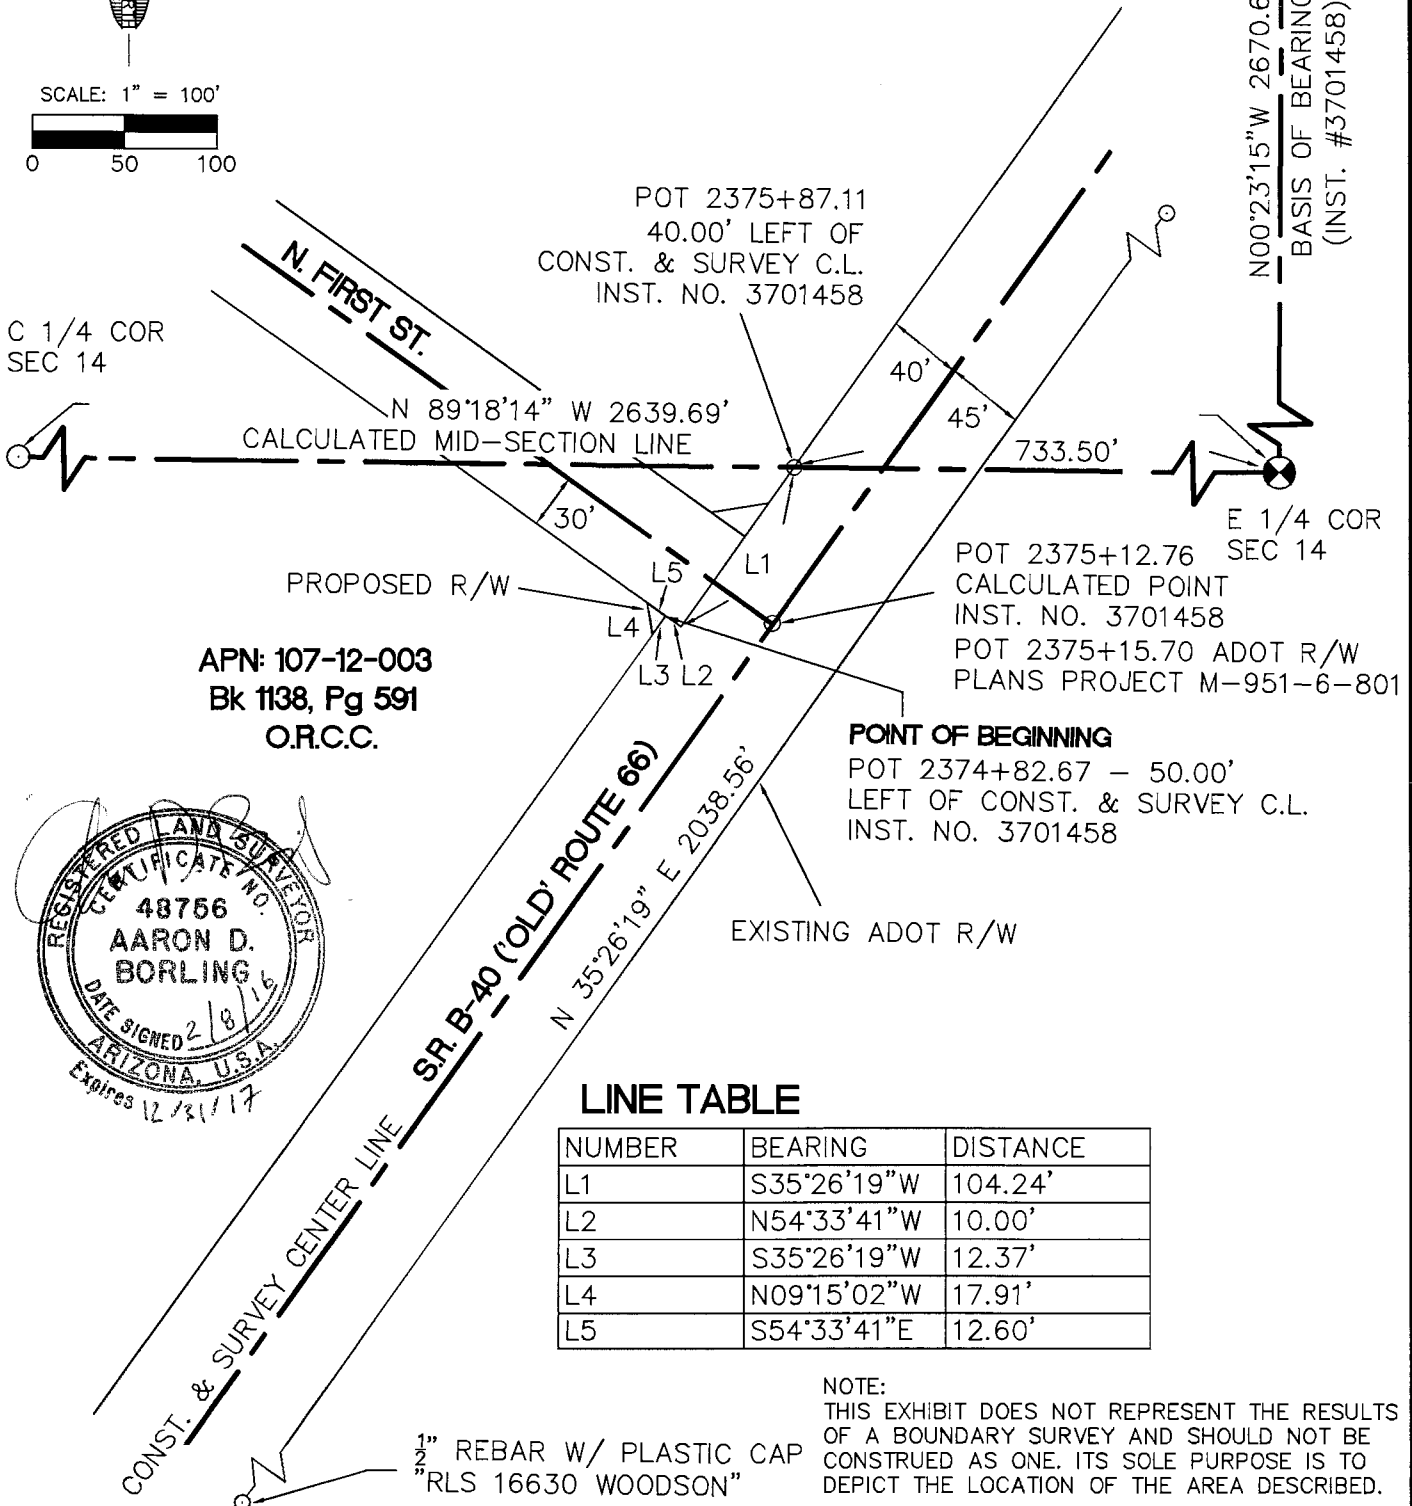 SCALE: 1" = 100'
0 50 100
N00°23'15"W 2670.6
BASIS OF BEARING
(INST. #3701458)
POT 2375+87.11
40.00' LEFT OF
CONST. & SURVEY C.L.
INST. NO. 3701458
N. FIRST ST.
C 1/4 COR
SEC 14
40'
45'
N 89°18'14" W 2639.69'
CALCULATED MID-SECTION LINE
733.50'
30'
E 1/4 COR
SEC 14
POT 2375+12.76
CALCULATED POINT
INST. NO. 3701458
POT 2375+15.70 ADOT R/W
PLANS PROJECT M-951-6-801
PROPOSED R/W
L1
L5
L4
L3 L2
APN: 107-12-003
Bk 1138, Pg 591
O.R.C.C.
POINT OF BEGINNING
POT 2374+82.67 - 50.00'
LEFT OF CONST. & SURVEY C.L.
INST. NO. 3701458
S.R. B-40 ('OLD' ROUTE 66)
N 35°26'19" E 2038.56'
EXISTING ADOT R/W
REGISTERED LAND SURVEYOR
CERTIFICATE NO.
48756
AARON D.
BORLING
DATE SIGNED 2/8/16
ARIZONA, U.S.A.
Expires 12/31/17
CONST. & SURVEY CENTER LINE
LINE TABLE
NUMBER BEARING DISTANCE
L1 S35°26'19"W 104.24'
L2 N54°33'41"W 10.00'
L3 S35°26'19"W 12.37'
L4 N09°15'02"W 17.91'
L5 S54°33'41"E 12.60'
½" REBAR W/ PLASTIC CAP
"RLS 16630 WOODSON"
NOTE:
THIS EXHIBIT DOES NOT REPRESENT THE RESULTS
OF A BOUNDARY SURVEY AND SHOULD NOT BE
CONSTRUED AS ONE. ITS SOLE PURPOSE IS TO
DEPICT THE LOCATION OF THE AREA DESCRIBED.